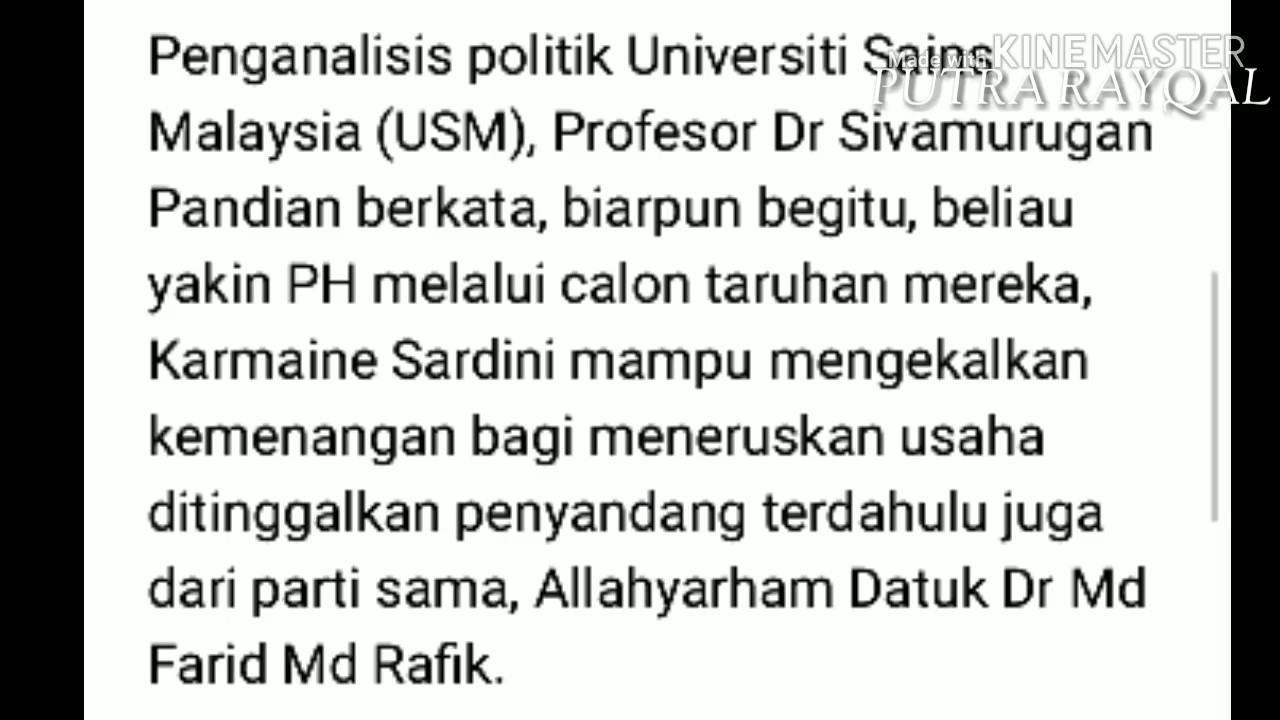 Penganalisis politik Universiti Sains
Made with KINEMASTER
PUTRA RAYQAL
Malaysia (USM), Profesor Dr Sivamurugan
Pandian berkata, biarpun begitu, beliau
yakin PH melalui calon taruhan mereka,
Karmaine Sardini mampu mengekalkan
kemenangan bagi meneruskan usaha
ditinggalkan penyandang terdahulu juga
dari parti sama, Allahyarham Datuk Dr Md
Farid Md Rafik.